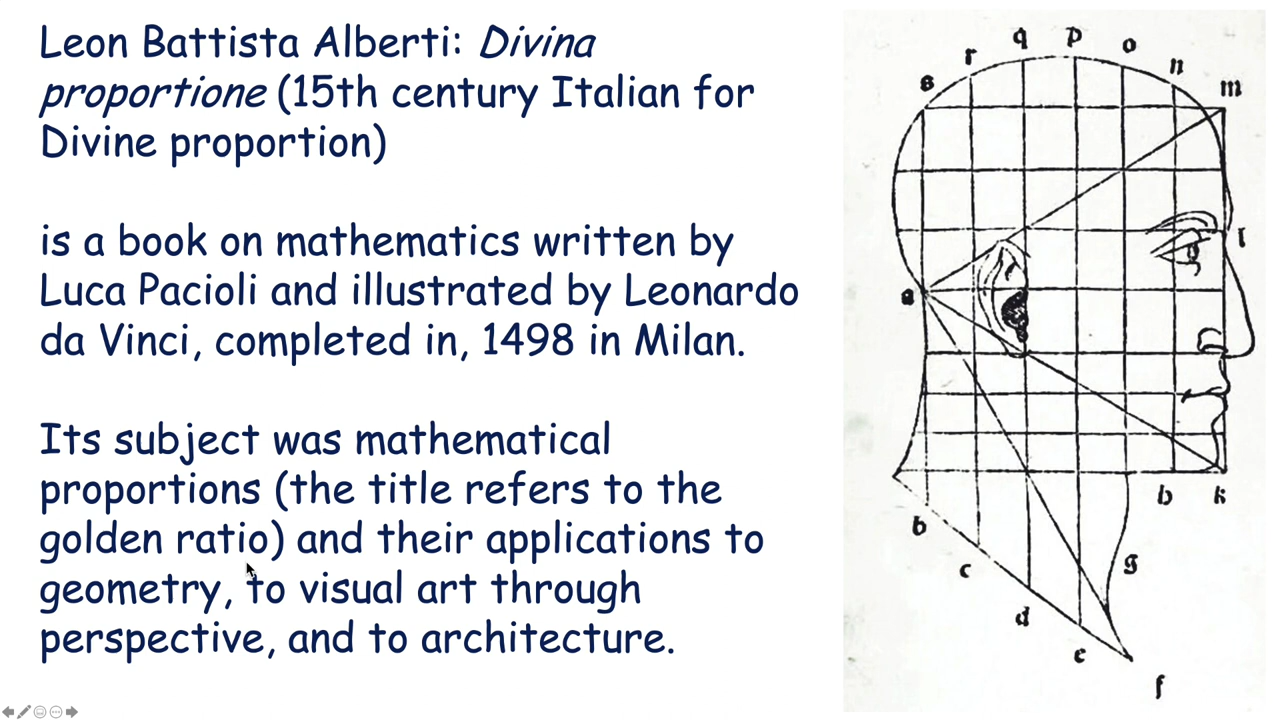 Leon Battista Alberti: Divina
proportione (15th century Italian for
Divine proportion)
is a book on mathematics written by
Luca Pacioli and illustrated by Leonardo
da Vinci, completed in, 1498 in Milan.
Its subject was mathematical
proportions (the title refers to the
golden ratio) and their applications to
geometry, to visual art through
perspective, and to architecture.
s r q p o n m
l
a
b k
b
c g
d
e
f